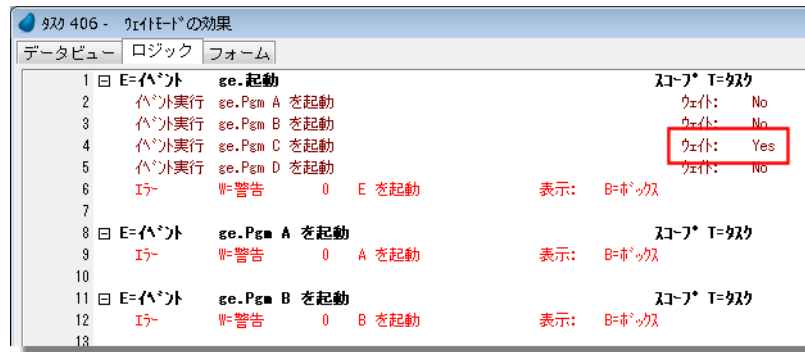 タスク 406 -   ウェイトモードの効果
データビュー ロジック フォーム
1 E=イベント ge.起動 スコープ T=タスク
2 イベント実行 ge.Pgm A を起動 ウェイト: No
3 イベント実行 ge.Pgm B を起動 ウェイト: No
4 イベント実行 ge.Pgm C を起動 ウェイト: Yes
5 イベント実行 ge.Pgm D を起動 ウェイト: No
6 エラー W=警告 0 E を起動 表示: B=ボックス
7
8 E=イベント ge.Pgm A を起動 スコープ T=タスク
9 エラー W=警告 0 A を起動 表示: B=ボックス
10
11 E=イベント ge.Pgm B を起動 スコープ T=タスク
12 エラー W=警告 0 B を起動 表示: B=ボックス
13